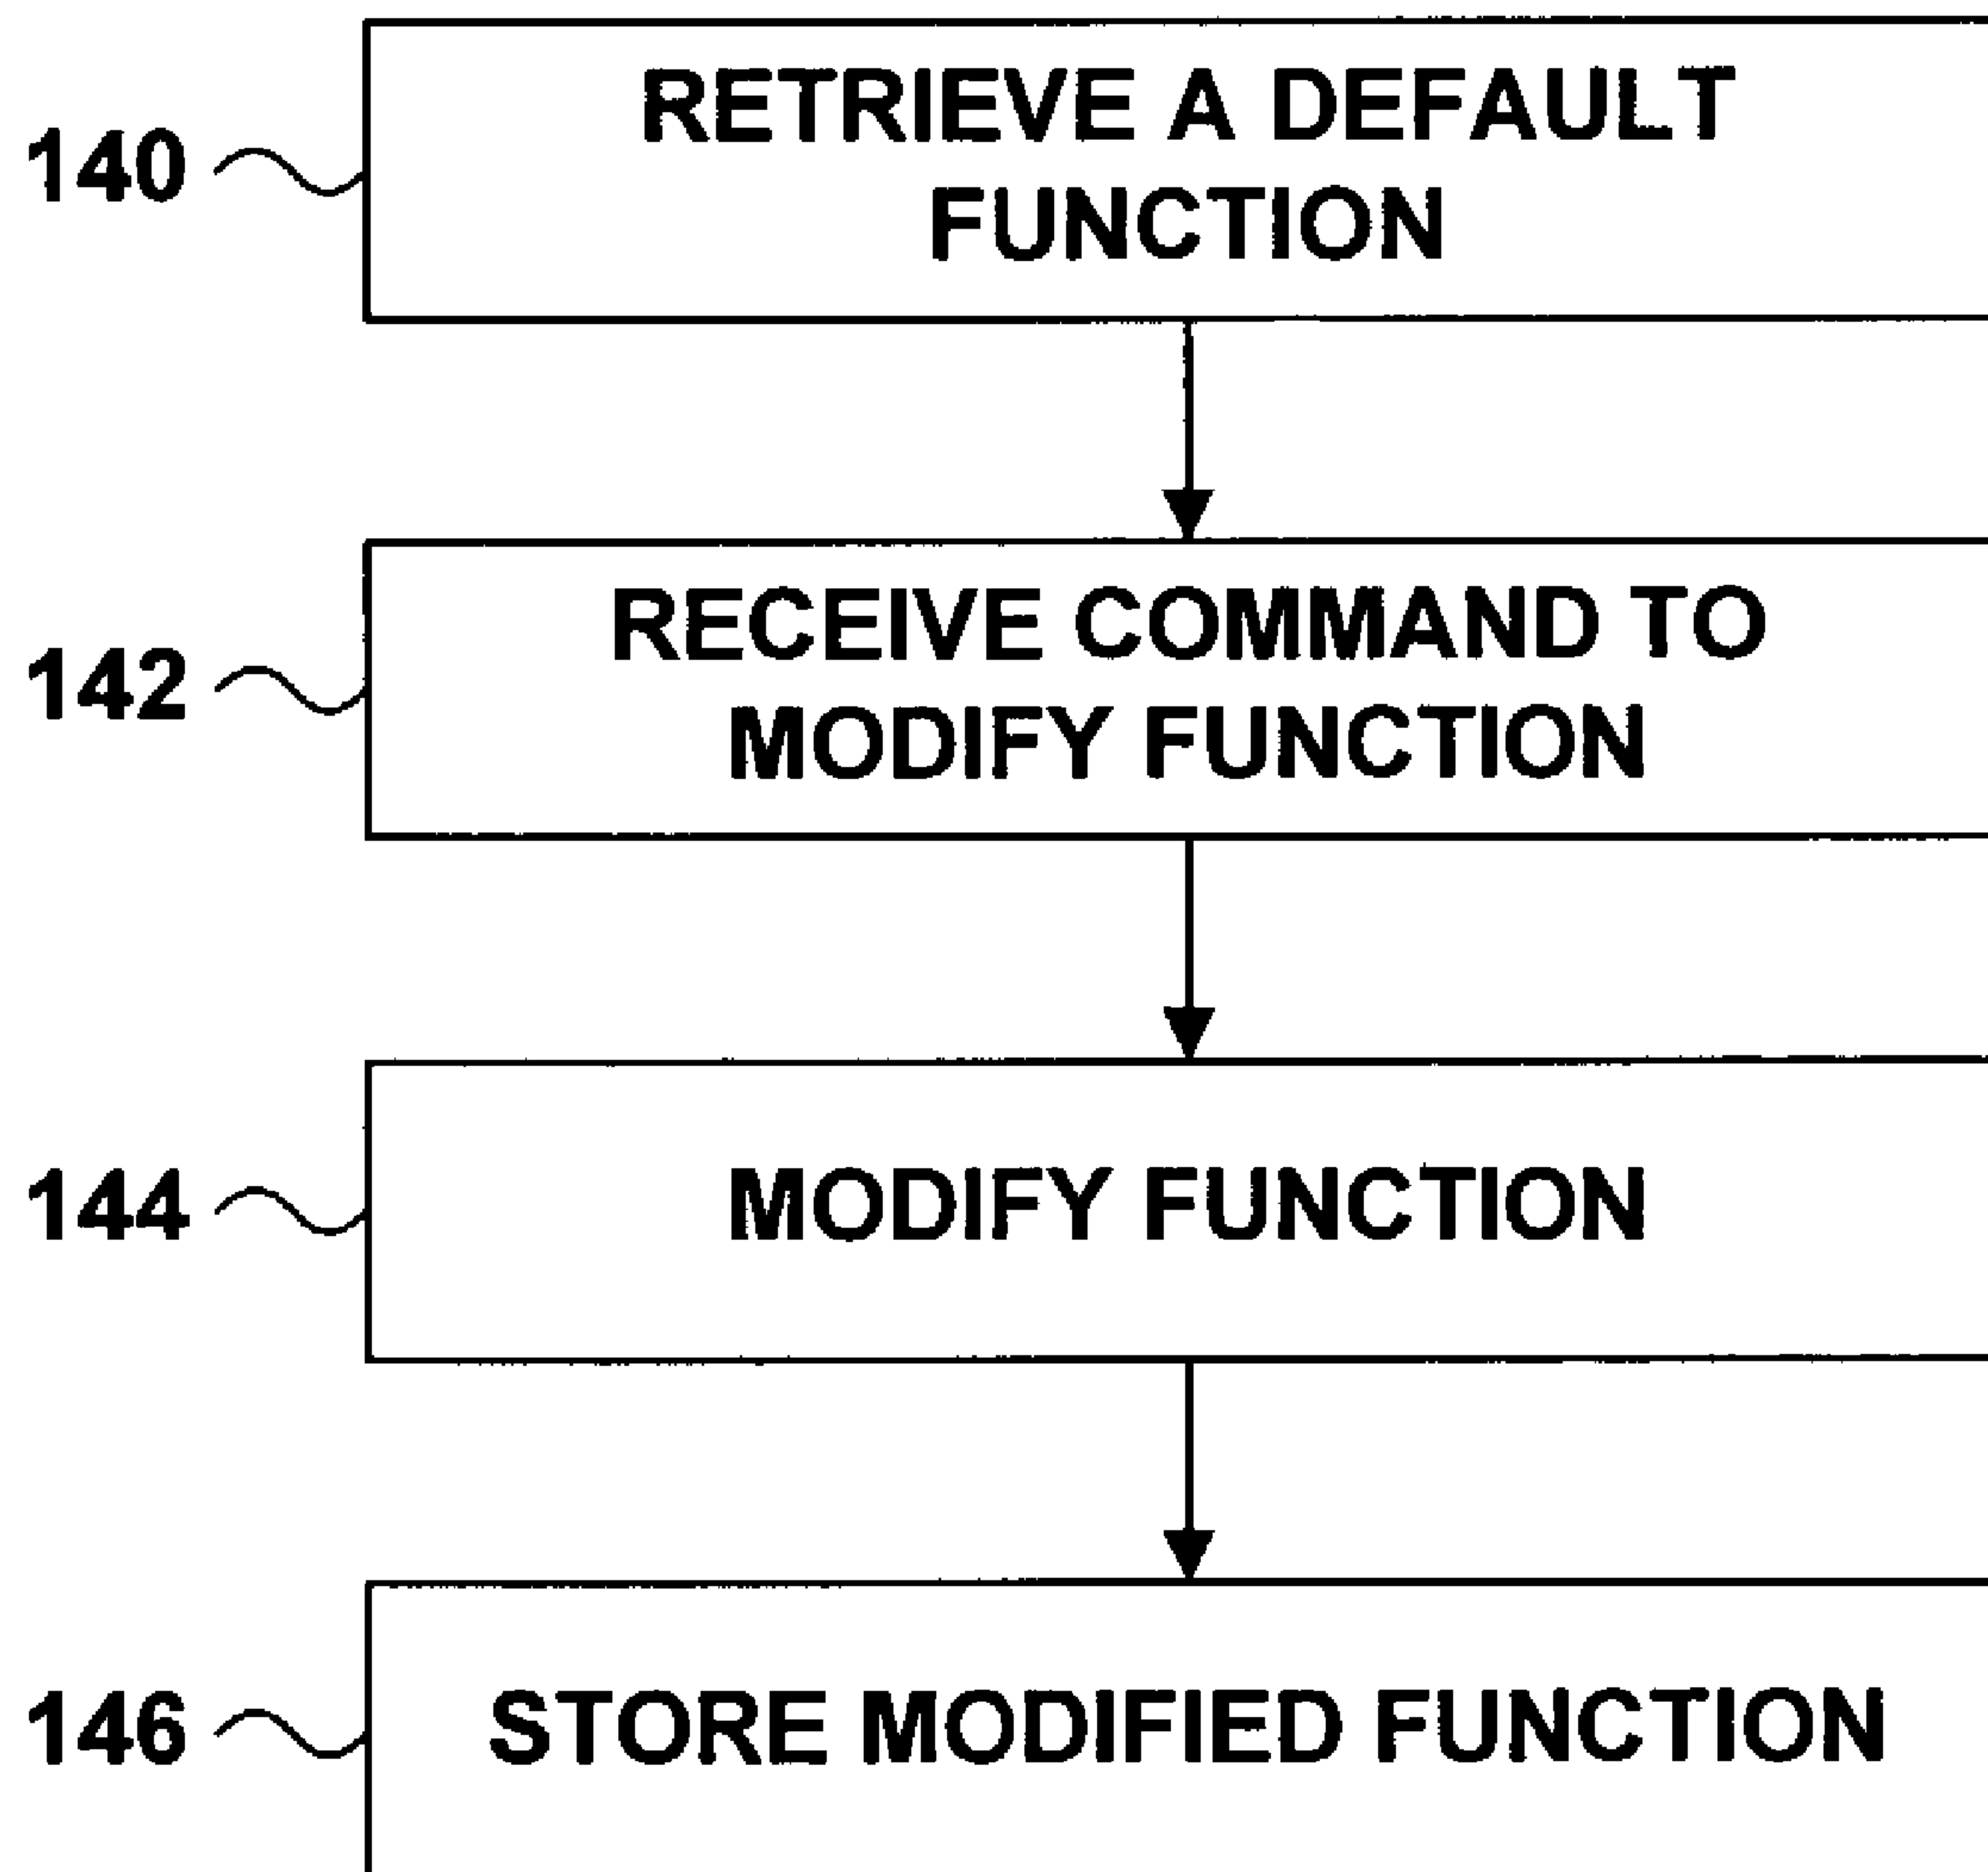 RETRIEVE A DEFAULT
FUNCTION
140
RECEIVE COMMAND TO
MODIFY FUNCTION
142
MODIFY FUNCTION
144
STORE MODIFIED FUNCTION
146